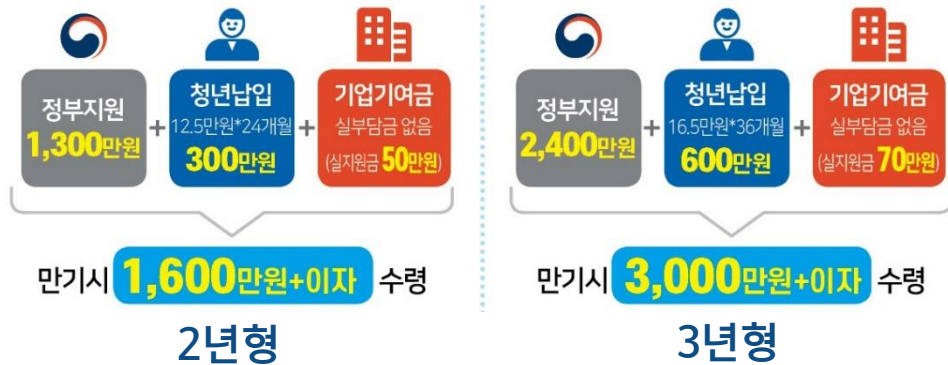 정부지원
1,300만원
+
청년납입
12.5만원*24개월
300만원
+
기업기여금
실부담금 없음
(실지원금 50만원)
만기시 1,600만원+이자 수령
2년형
정부지원
2,400만원
+
청년납입
16.5만원*36개월
600만원
+
기업기여금
실부담금 없음
(실지원금 70만원)
만기시 3,000만원+이자 수령
3년형